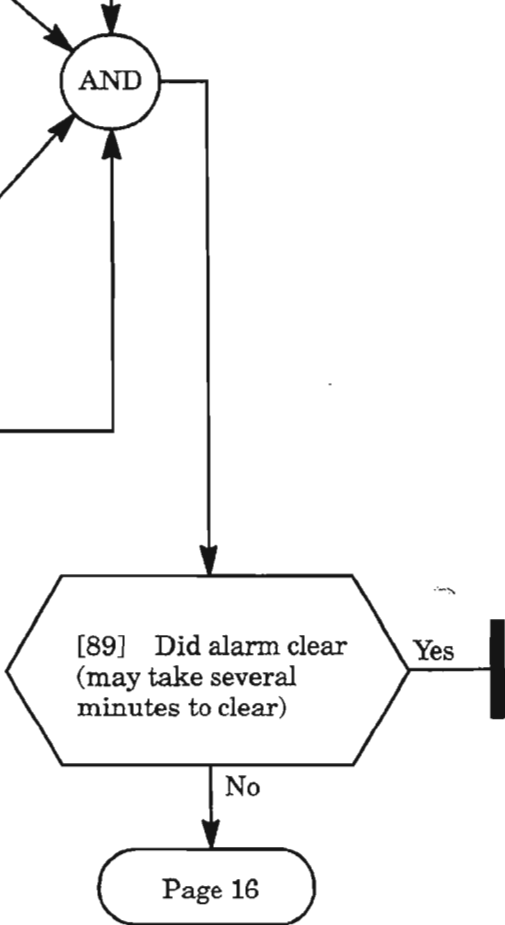 AND
[89] Did alarm clear
(may take several
minutes to clear)
Yes
No
Page 16